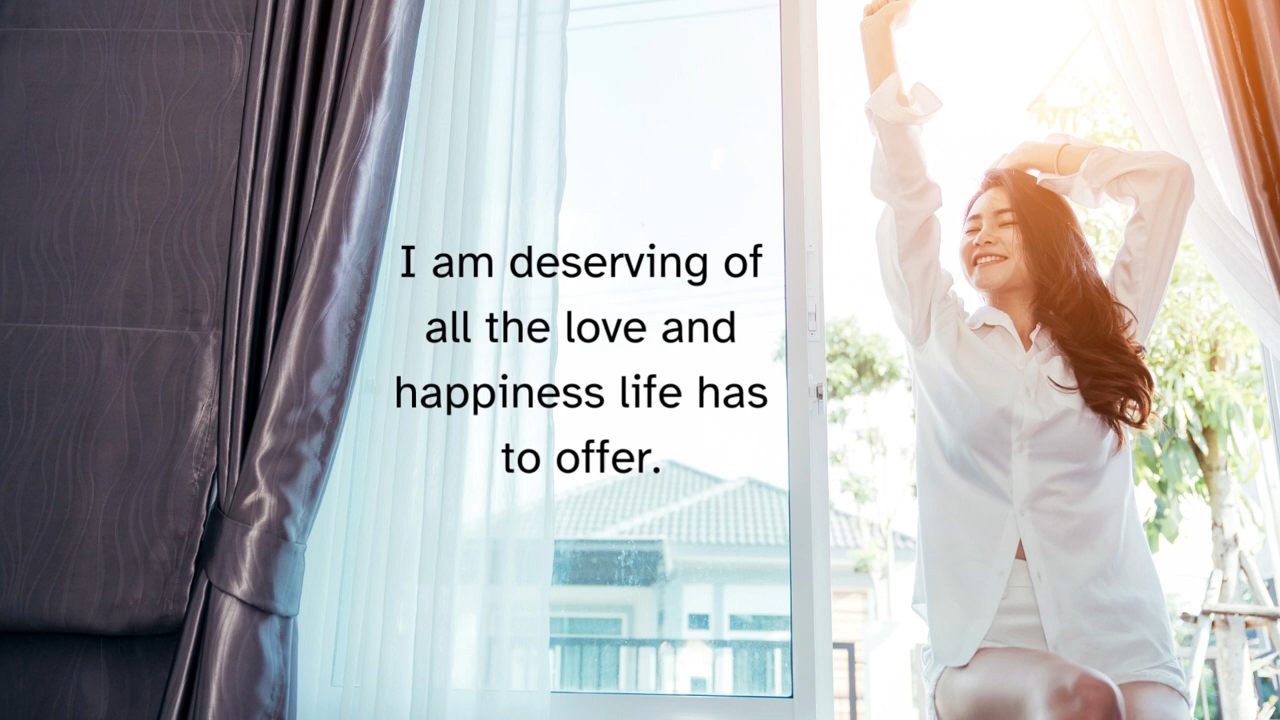 I am deserving of
all the love and
happiness life has
to offer.